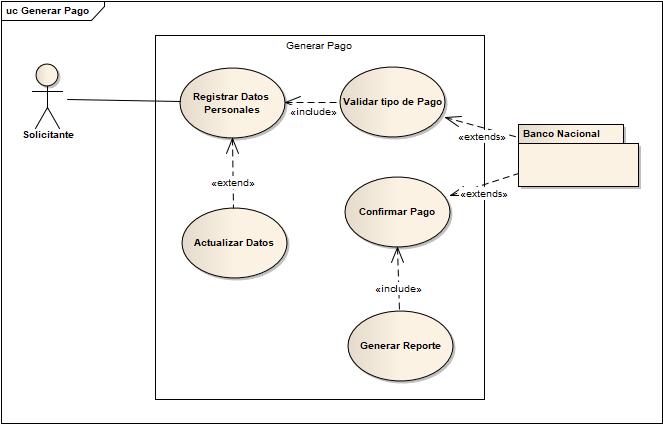 uc Generar Pago
Generar Pago
Registrar Datos
Personales
Validar tipo de Pago
«include»
Solicitante
Banco Nacional
«extends»
«extend»
«extends»
Confirmar Pago
Actualizar Datos
«include»
Generar Reporte